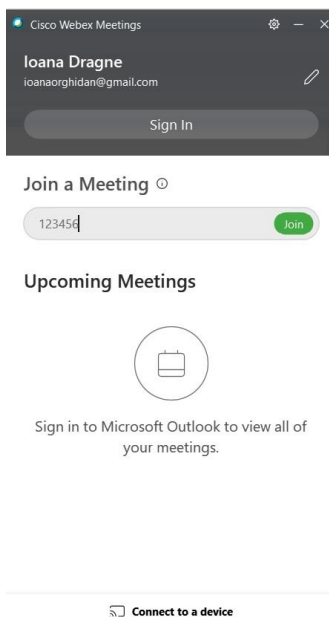 Cisco Webex Meetings
Ioana Dragne
ioanaorghidan@gmail.com
Sign In
Join a Meeting
123456
Join
Upcoming Meetings
Sign in to Microsoft Outlook to view all of
your meetings.
Connect to a device